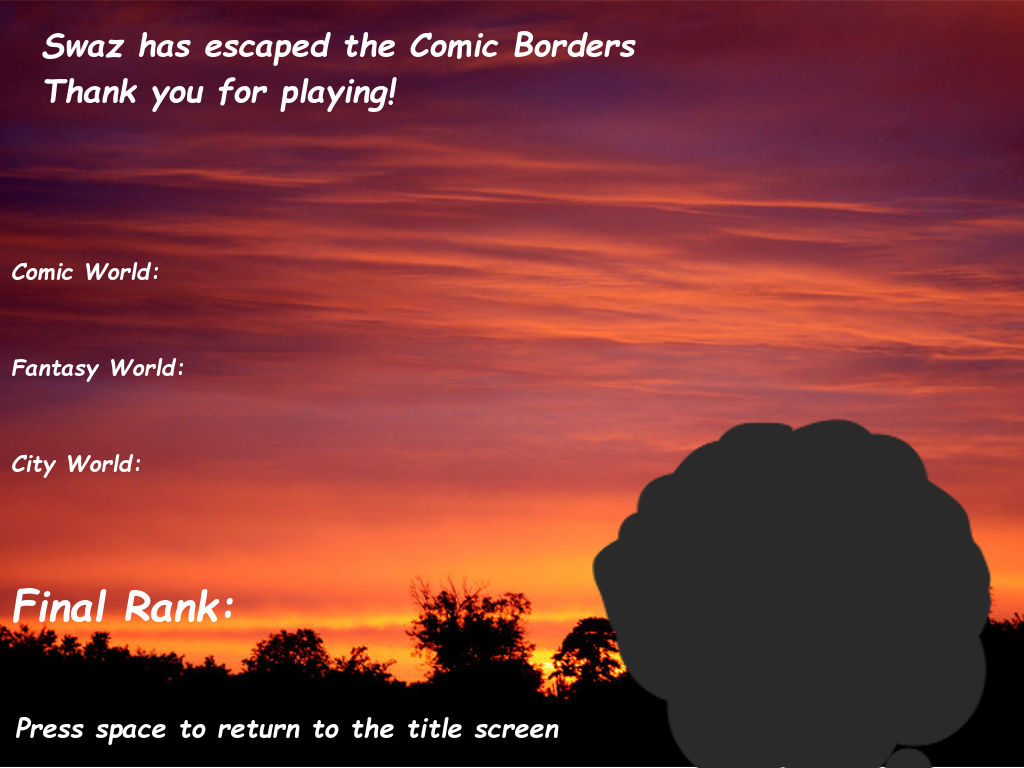 Swaz has escaped the Comic Borders
Thank you for playing!
Comic World:
Fantasy World:
City World:
Final Rank:
Press space to return to the title screen